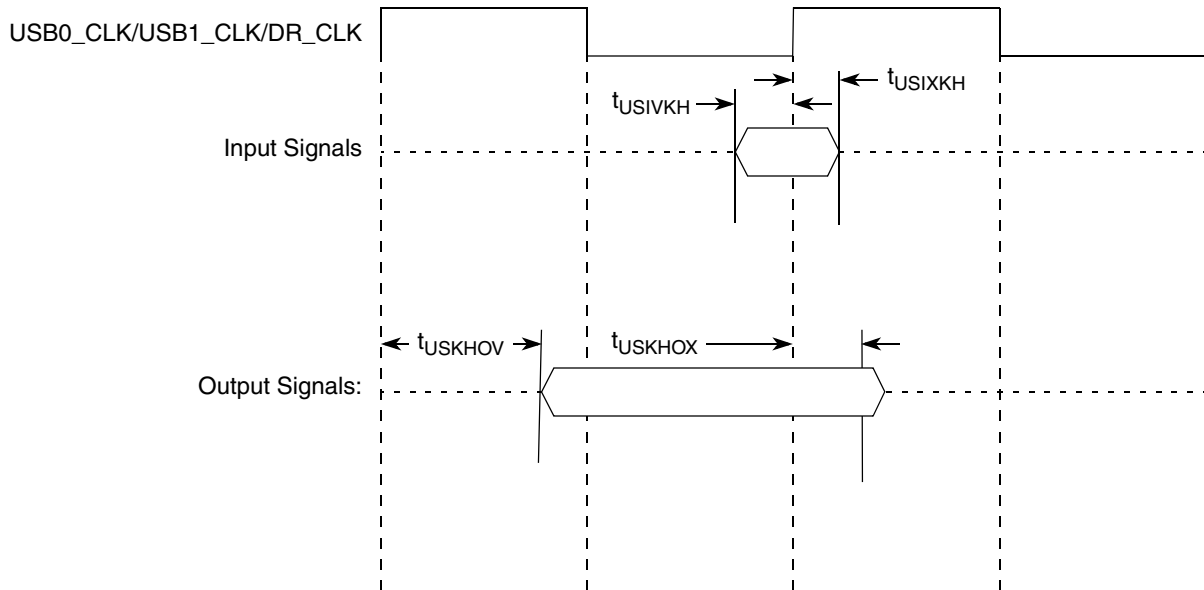 USB0_CLK/USB1_CLK/DR_CLK
tUSIXKH
tUSIVKH
Input Signals
tUSKHOV
tUSKHOX
Output Signals: